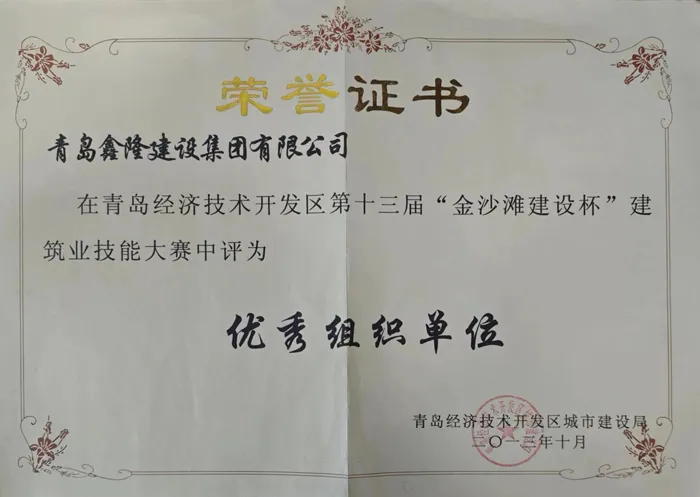 荣誉证书
青岛鑫隆建设集团有限公司
在青岛经济技术开发区第十三届“金沙滩建设杯”建
筑业技能大赛中评为
优秀组织单位
青岛经济技术开发区城市建设局
二〇一三年十月